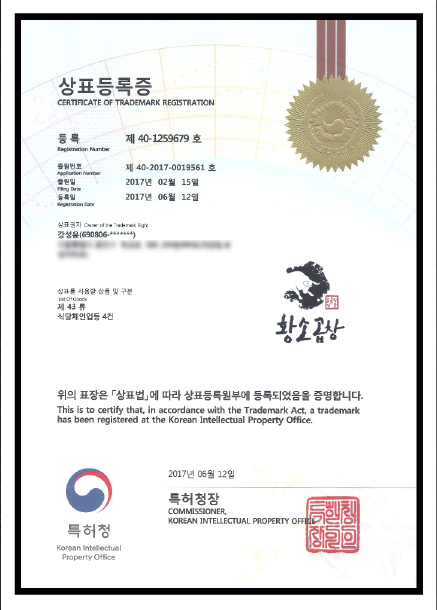 상표등록증
CERTIFICATE OF TRADEMARK REGISTRATION
등 록 제 40-1259679 호
Registration Number
출원번호 제 40-2017-0019561 호
Application Number
출원일 2017년 02월 15일
Filing Date
등록일 2017년 06월 12일
Registration Date
상표권자 Owner of the Trademark Right
강성용(690806-*******)
상표를 사용할 상품 및 구분
List Of Goods
제 43 류
식당체인업등 4건
황소곱창
위의 표장은 「상표법」에 따라 상표등록원부에 등록되었음을 증명합니다.
This is to certify that, in accordance with the Trademark Act, a trademark
has been registered at the Korean Intellectual Property Office.
2017년 06월 12일
특허청장
COMMISSIONER,
KOREAN INTELLECTUAL PROPERTY OFFICE
특허청
Korean Intellectual
Property Office